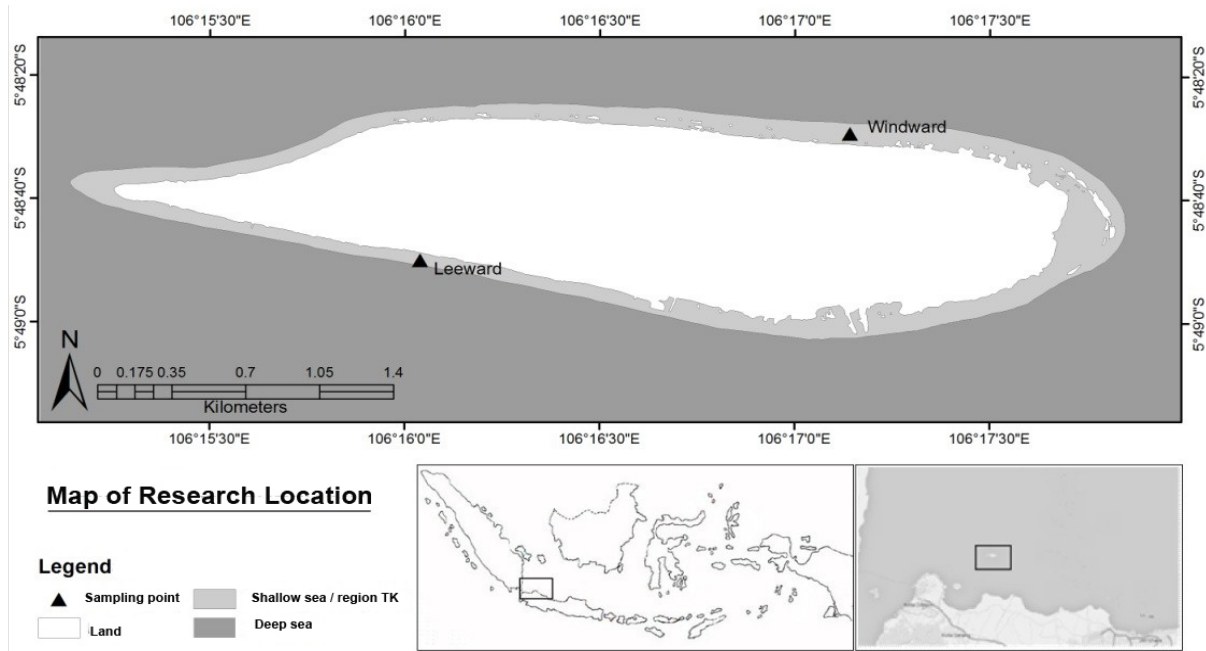 106°15'30"E 106°16'0"E 106°16'30"E 106°17'0"E 106°17'30"E
5°48'20"S 5°48'20"S
Windward
5°48'40"S 5°48'40"S
Leeward
5°49'0"S 5°49'0"S
N
0 0.175 0.35 0.7 1.05 1.4
Kilometers
106°15'30"E 106°16'0"E 106°16'30"E 106°17'0"E 106°17'30"E
Map of Research Location
Legend
Sampling point Shallow sea / region TK
Land Deep sea